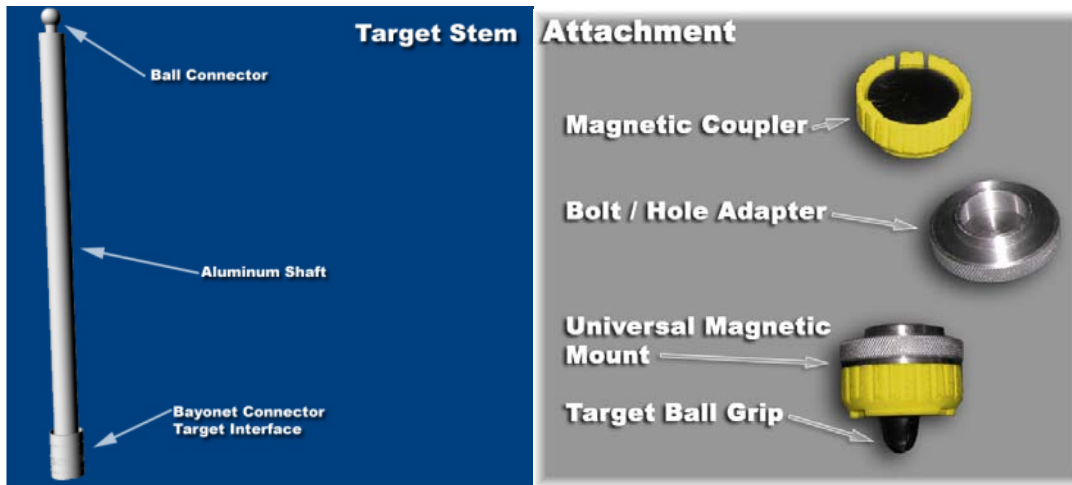 Target Stem
Ball Connector
Aluminum Shaft
Bayonet Connector
Target Interface
Attachment
Magnetic Coupler
Bolt / Hole Adapter
Universal Magnetic
Mount
Target Ball Grip